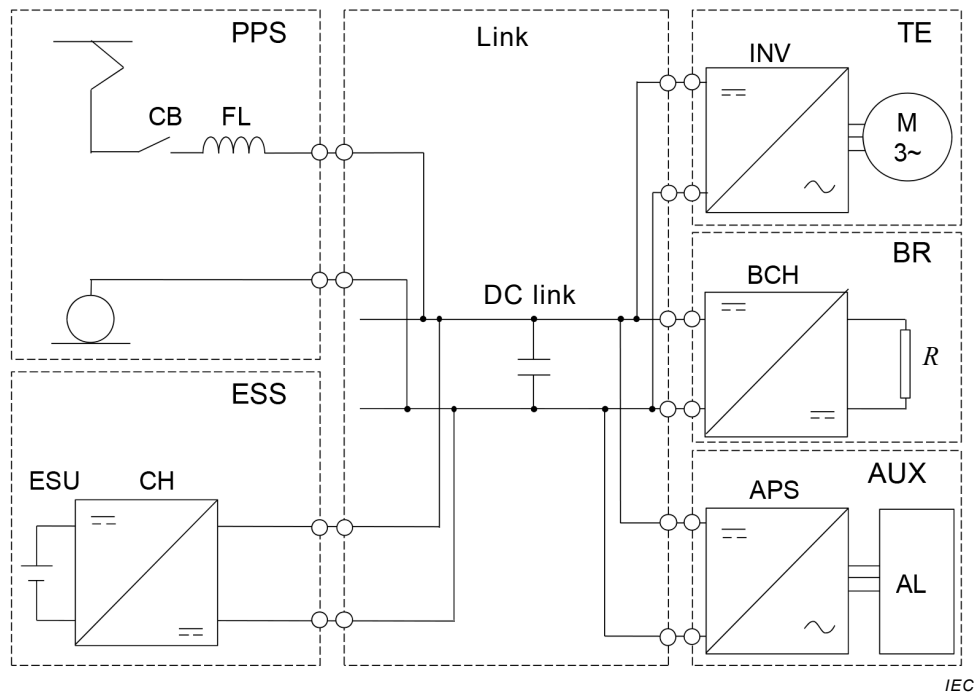 PPS
CB
FL
Link
DC link
TE
INV
M
3~
BR
BCH
R
ESS
ESU
CH
AUX
APS
AL
IEC